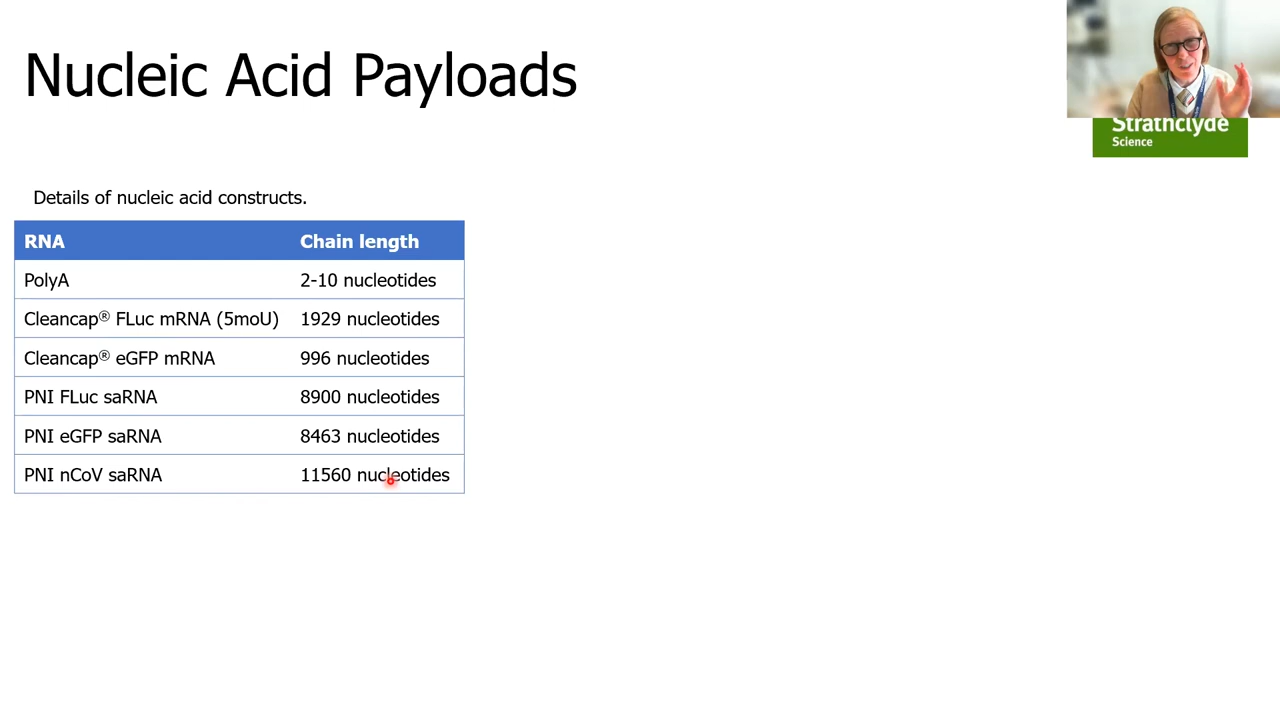 Nucleic Acid Payloads
Strathclyde
Science
Details of nucleic acid constructs.
RNA Chain length
PolyA 2-10 nucleotides
Cleancap® FLuc mRNA (5moU) 1929 nucleotides
Cleancap® eGFP mRNA 996 nucleotides
PNI FLuc saRNA 8900 nucleotides
PNI eGFP saRNA 8463 nucleotides
PNI nCoV saRNA 11560 nucleotides